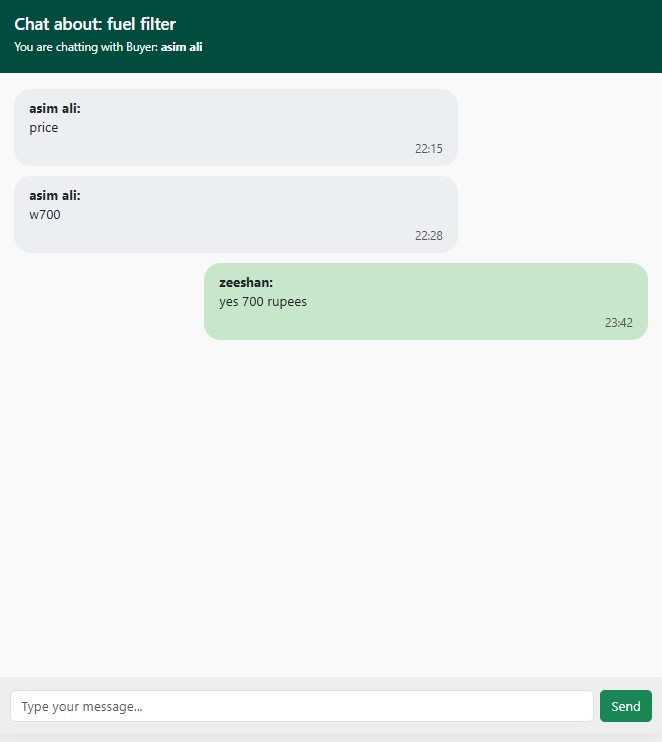 Chat about: fuel filter
You are chatting with Buyer: asim ali
asim ali:
price
22:15
asim ali:
w700
22:28
zeeshan:
yes 700 rupees
23:42
Type your message...
Send